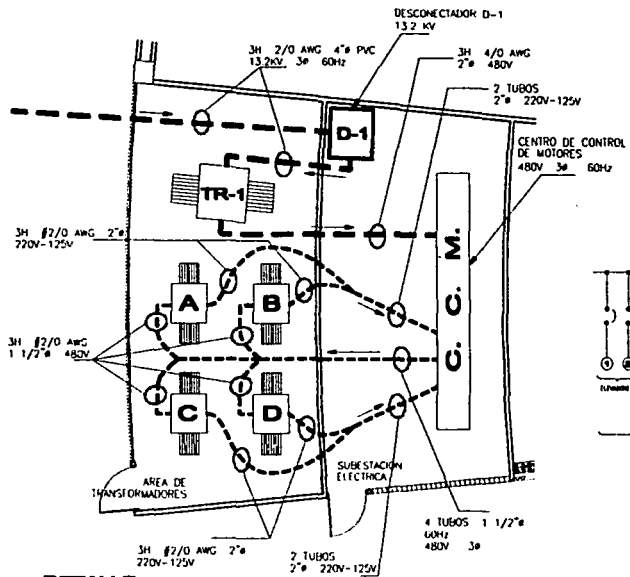 DESCONECTADOR D-1
13.2 KV
3H 2/0 AWG 4"ø PVC
13.2KV 3ø 60Hz
3H 4/0 AWG
2"ø 480V
2 TUBOS
2"ø 220V-125V
D-1
CENTRO DE CONTROL
DE MOTORES
480V 3ø 60Hz
TR-1
3H #2/0 AWG 2"ø
220V-125V
A
B
C. C. M.
3H #2/0 AWG
1 1/2"ø 480V
C
D
AREA DE
TRANSFORMADORES
SUBESTACION
ELECTRICA
3H #2/0 AWG 2"ø
220V-125V
2 TUBOS
2"ø 220V-125V
4 TUBOS 1 1/2"ø
60Hz
480V 3ø